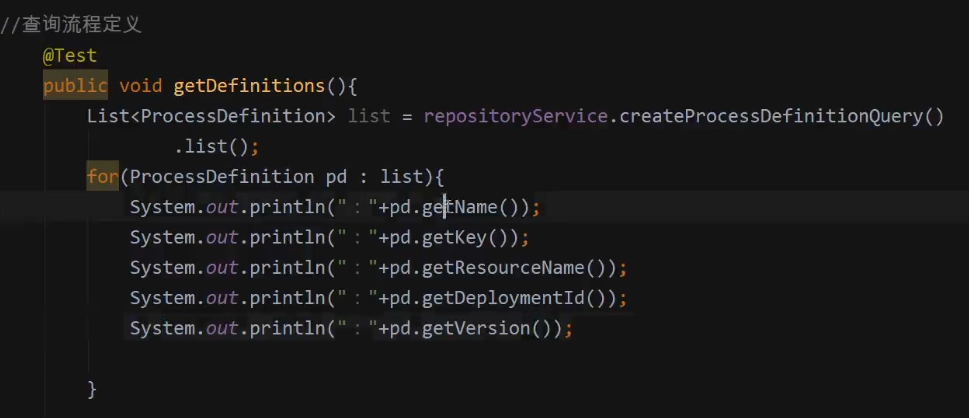 //查询流程定义
@Test
public void getDefinitions(){
List<ProcessDefinition> list = repositoryService.createProcessDefinitionQuery()
.list();
for(ProcessDefinition pd : list){
System.out.println("："+pd.getName());
System.out.println("："+pd.getKey());
System.out.println("："+pd.getResourceName());
System.out.println("："+pd.getDeploymentId());
System.out.println("："+pd.getVersion());
}